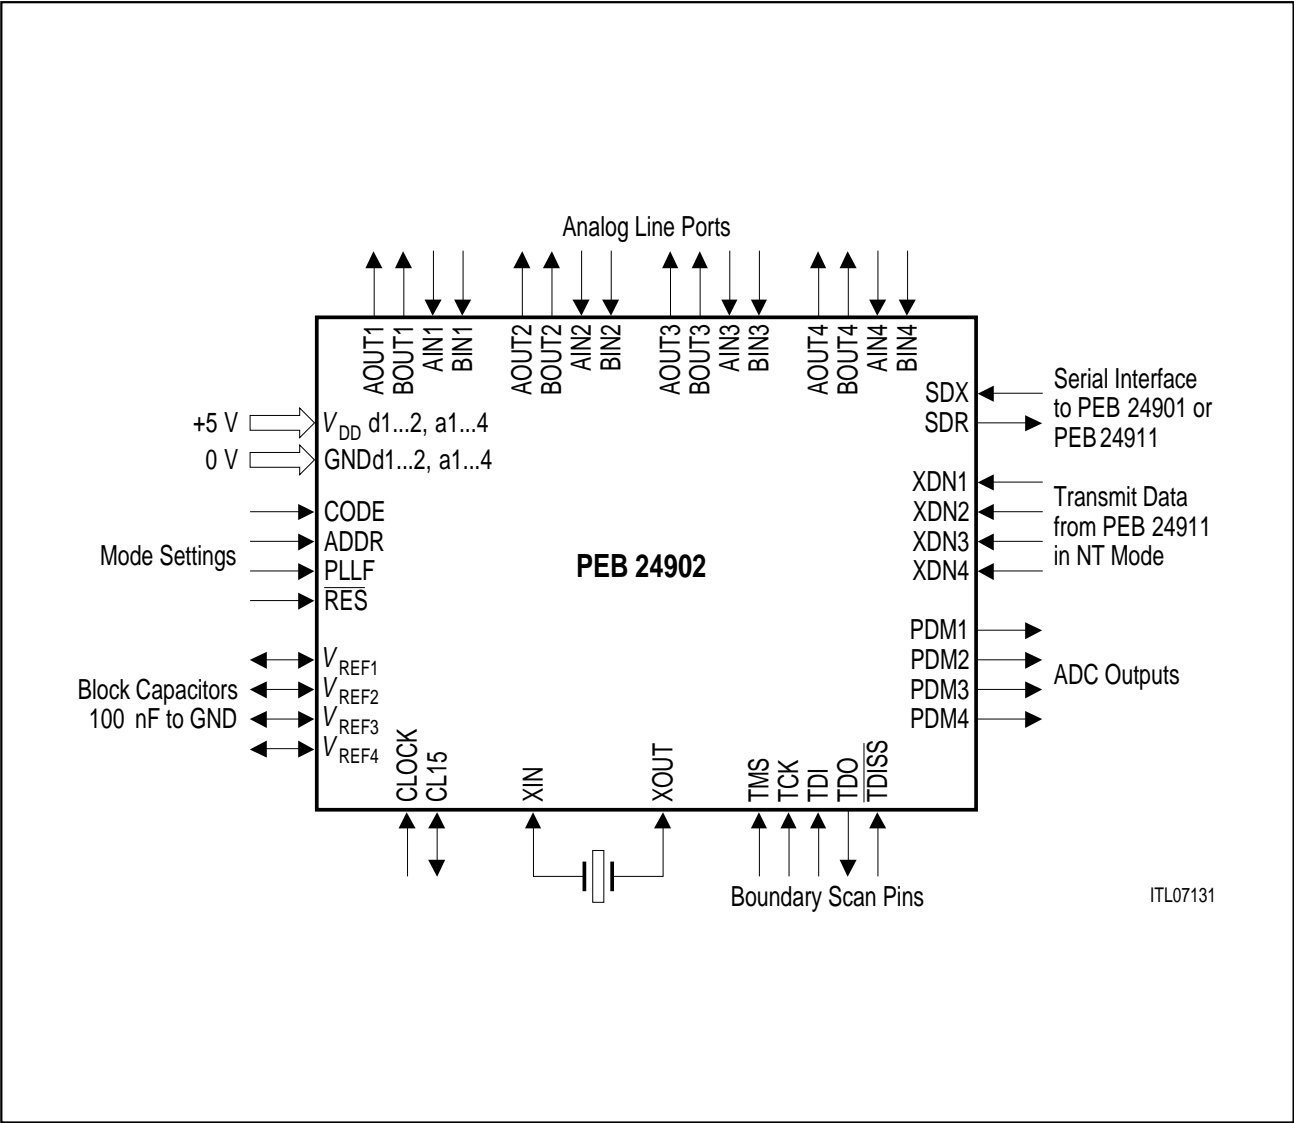 Analog Line Ports
AOUT1
BOUT1
AIN1
BIN1
AOUT2
BOUT2
AIN2
BIN2
AOUT3
BOUT3
AIN3
BIN3
AOUT4
BOUT4
AIN4
BIN4
+5 V
VDD d1...2, a1...4
0 V
GNDd1...2, a1...4
Mode Settings
CODE
ADDR
PLLF
RES
Block Capacitors
100 nF to GND
VREF1
VREF2
VREF3
VREF4
PEB 24902
SDX
SDR
Serial Interface
to PEB 24901 or
PEB 24911
XDN1
XDN2
XDN3
XDN4
Transmit Data
from PEB 24911
in NT Mode
PDM1
PDM2
PDM3
PDM4
ADC Outputs
CLOCK
CL15
XIN
XOUT
TMS
TCK
TDI
TDO
TDISS
Boundary Scan Pins
ITL07131